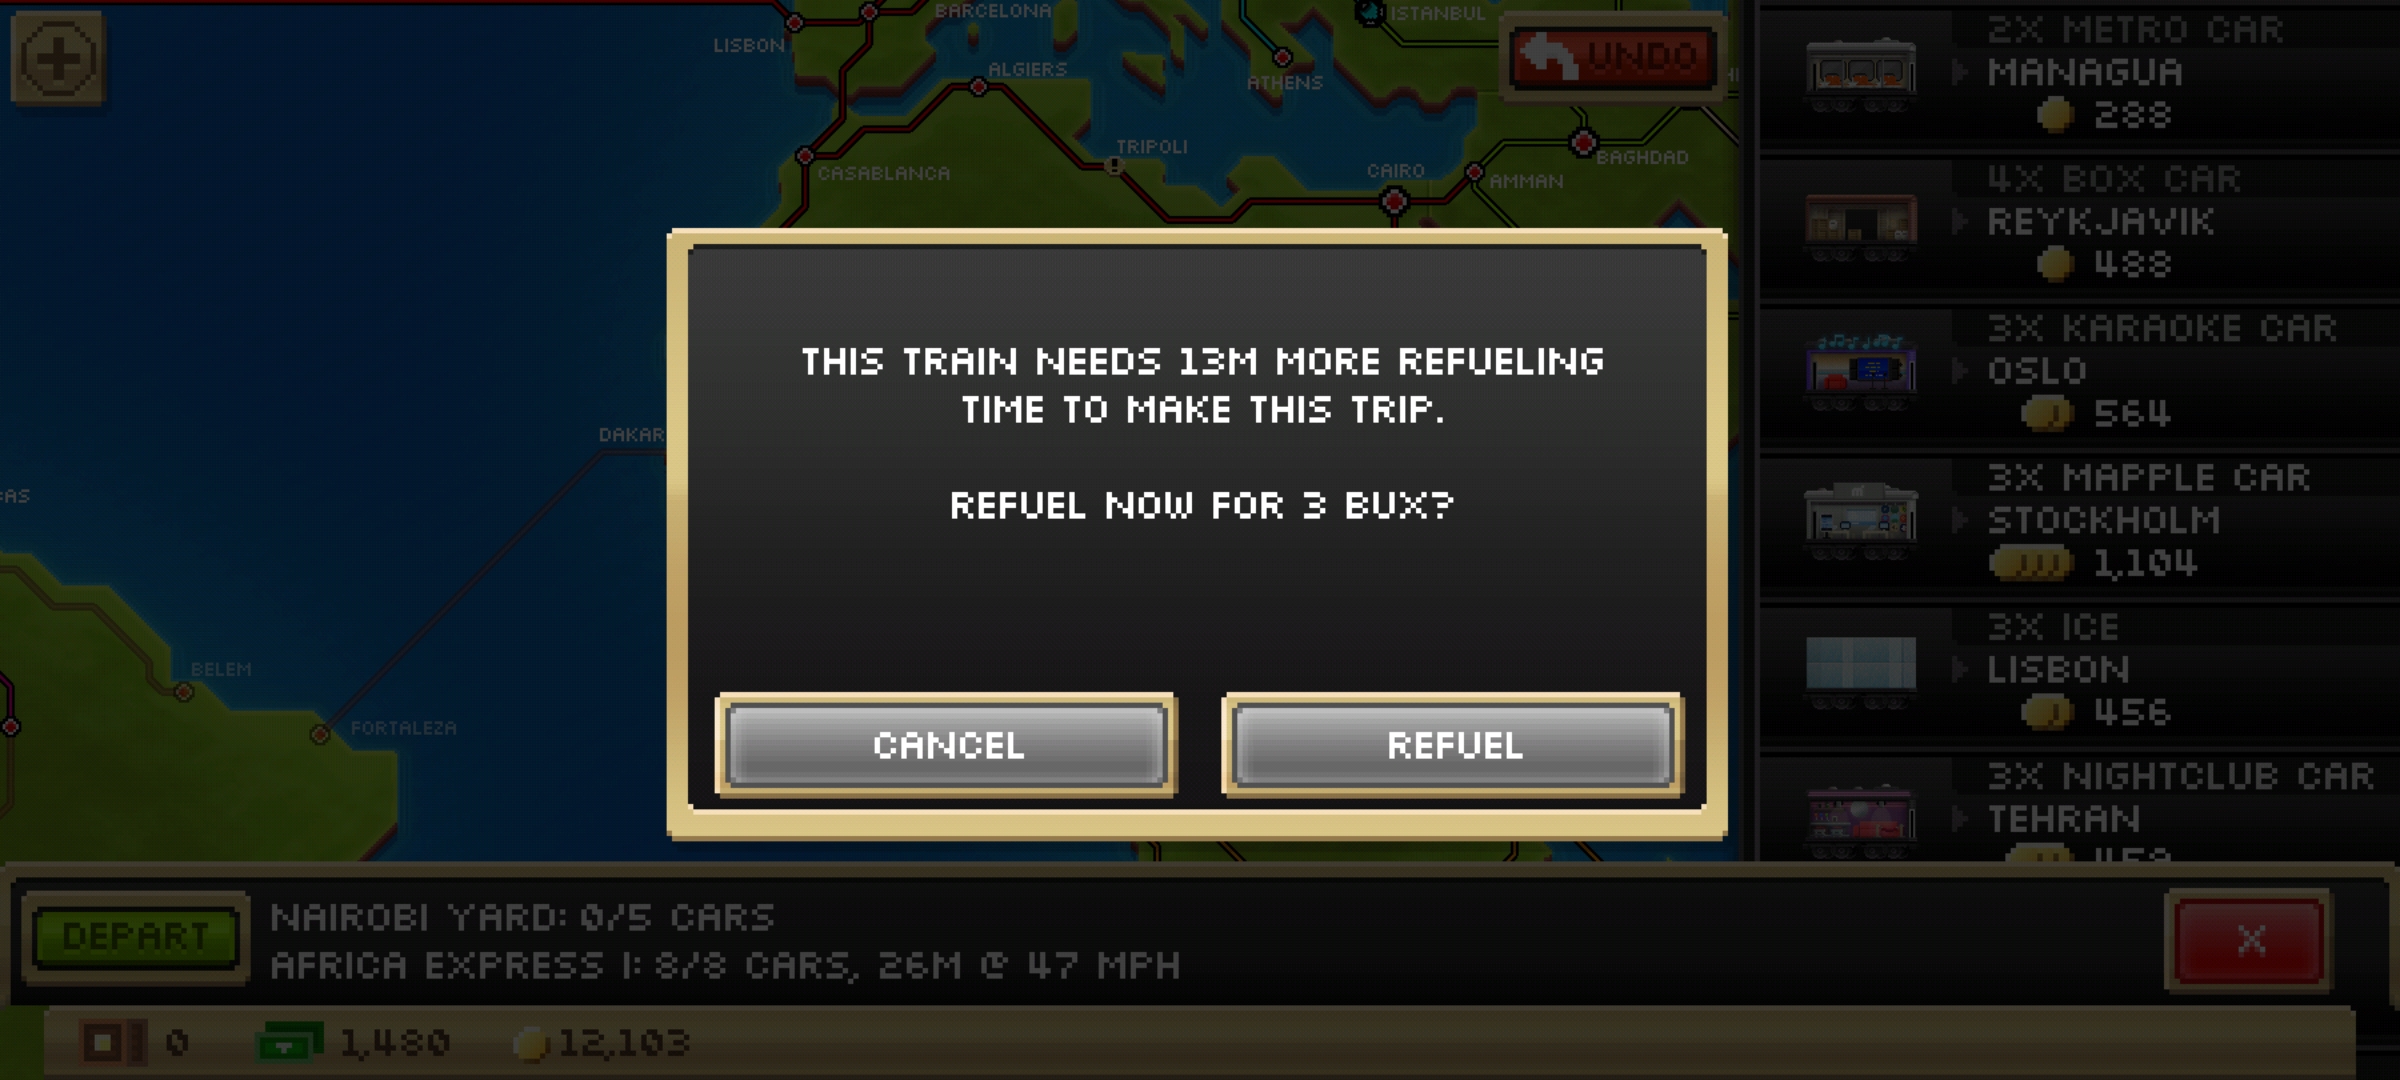 BARCELONA
ISTANBUL
LISBON
UNDO
ALGIERS
ATHENS
TRIPOLI
BAGHDAD
CASABLANCA
CAIRO
AMMAN
DAKAR
BELEM
FORTALEZA
THIS TRAIN NEEDS 13M MORE REFUELING
TIME TO MAKE THIS TRIP.
REFUEL NOW FOR 3 BUX?
CANCEL
REFUEL
2X METRO CAR
MANAGUA
288
4X BOX CAR
REYKJAVIK
488
3X KARAOKE CAR
OSLO
564
3X MAPPLE CAR
STOCKHOLM
1,104
3X ICE
LISBON
456
3X NIGHTCLUB CAR
TEHRAN
DEPART
NAIROBI YARD: 0/5 CARS
AFRICA EXPRESS I: 8/8 CARS, 26M @ 47 MPH
X
0
1,480
12,103